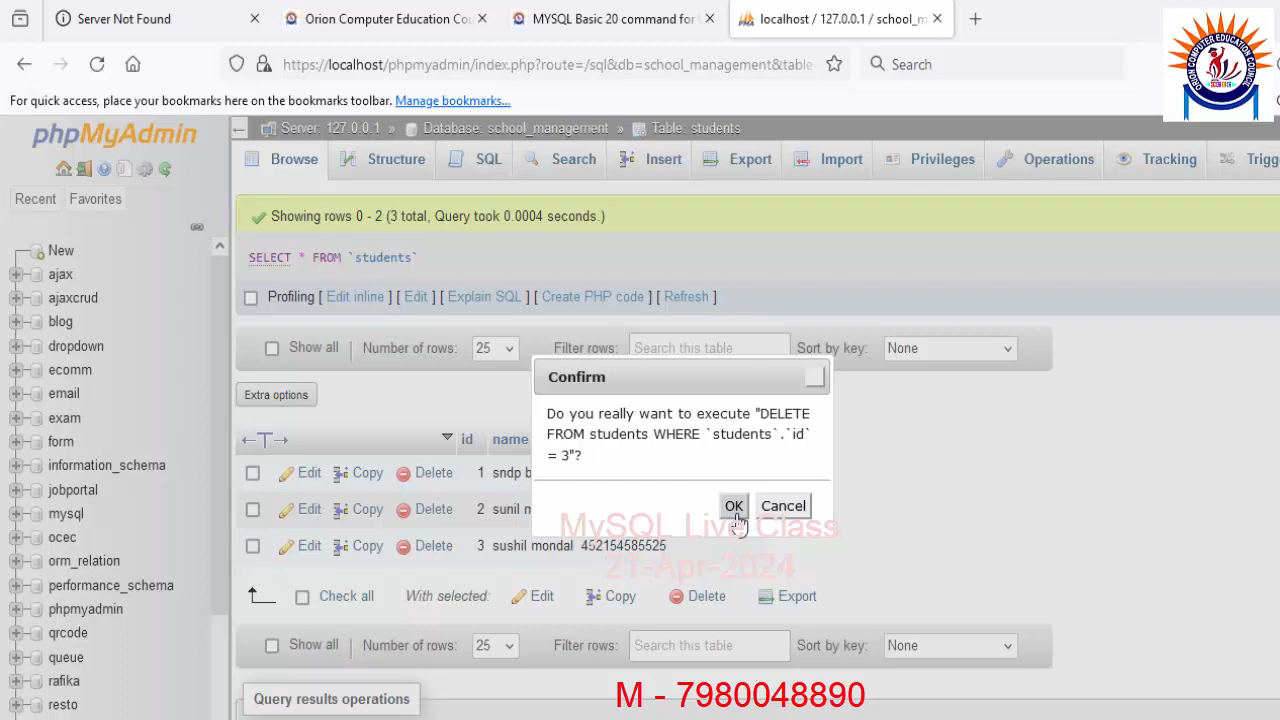 Server Not Found
Orion Computer Education Cou
MYSQL Basic 20 command for
localhost / 127.0.0.1 / school_m
https://localhost/phpmyadmin/index.php?route=/sql&db=school_management&table
Search
ORION COMPUTER EDUCATION COUNCIL
For quick access, place your bookmarks here on the bookmarks toolbar. Manage bookmarks...
phpMyAdmin
Server: 127.0.0.1 » Database: school_management » Table: students
Browse Structure SQL Search Insert Export Import Privileges Operations Tracking Trigg
Recent Favorites
Showing rows 0 - 2 (3 total, Query took 0.0004 seconds.)
SELECT * FROM `students`
Profiling [ Edit inline ] [ Edit ] [ Explain SQL ] [ Create PHP code ] [ Refresh ]
New
ajax
ajaxcrud
blog
dropdown
ecomm
email
exam
form
information_schema
jobportal
mysql
ocec
orm_relation
performance_schema
phpmyadmin
qrcode
queue
rafika
resto
Show all Number of rows: 25 Filter rows: Search this table Sort by key: None
Extra options
id name
Edit Copy Delete 1 sndp b
Edit Copy Delete 2 sunil m
Edit Copy Delete 3 sushil mondal 452154585525
Confirm
Do you really want to execute "DELETE
FROM students WHERE `students`.`id`
= 3"?
OK Cancel
MySQL Live Class
21-Apr-2024
Check all With selected: Edit Copy Delete Export
Show all Number of rows: 25 Filter rows: Search this table Sort by key: None
Query results operations
M - 7980048890